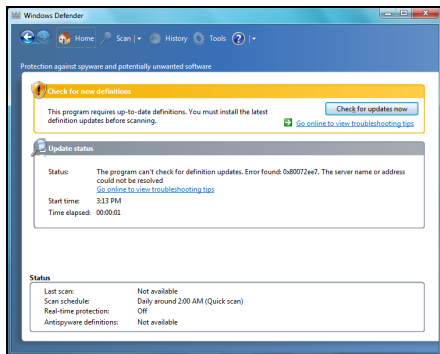 Windows Defender
Home Scan History Tools
Protection against spyware and potentially unwanted software
Check for new definitions
This program requires up-to-date definitions. You must install the latest
definition updates before scanning.
Check for updates now
Go online to view troubleshooting tips
Update status
Status: The program can't check for definition updates. Error found: 0x80072ee7. The server name or address
could not be resolved
Go online to view troubleshooting tips
Start time: 3:13 PM
Time elapsed: 00:00:01
Status
Last scan: Not available
Scan schedule: Daily around 2:00 AM (Quick scan)
Real-time protection: Off
Antispyware definitions: Not available